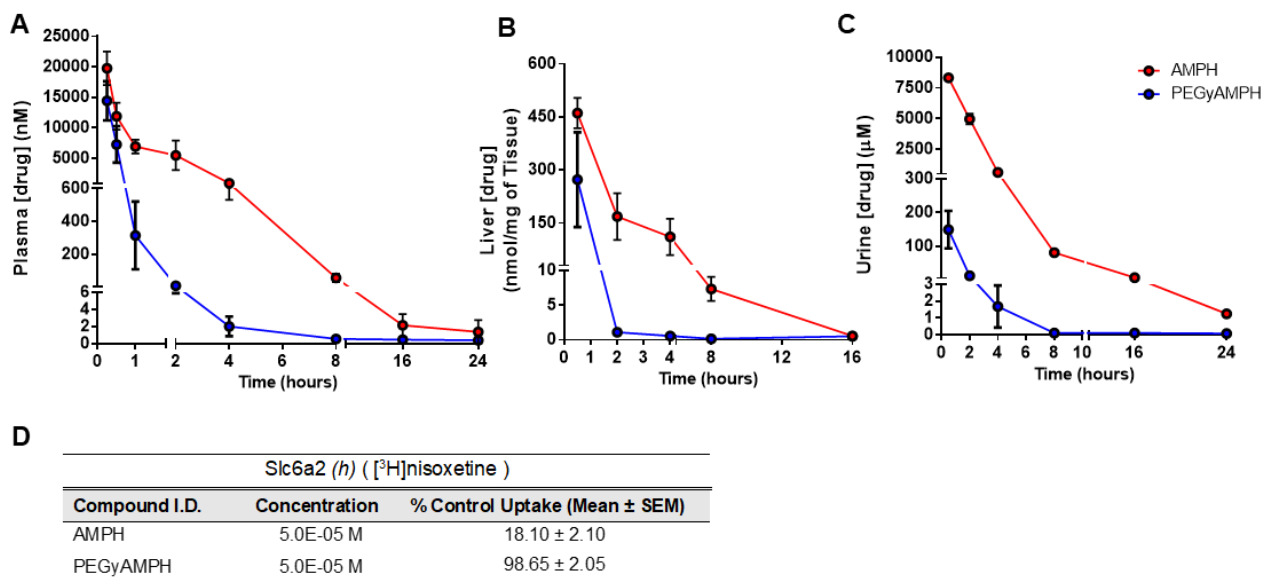 A
B
C
25000
20000
15000
10000
5000
600
400
200
6
4
2
0
Plasma [drug] (nM)
0 1 2 4 6 8 16 24
Time (hours)
600
450
300
150
10
5
0
Liver [drug]
(nmol/mg of Tissue)
0 1 2 3 4 8 12 16
Time (hours)
10000
7500
5000
2500
300
200
100
3
2
1
0
Urine [drug] (µM)
0 2 4 6 8 10 16 24
Time (hours)
AMPH
PEGyAMPH
D
Slc6a2 (h) ( [³H]nisoxetine )
Compound I.D. Concentration % Control Uptake (Mean ± SEM)
AMPH 5.0E-05 M 18.10 ± 2.10
PEGyAMPH 5.0E-05 M 98.65 ± 2.05